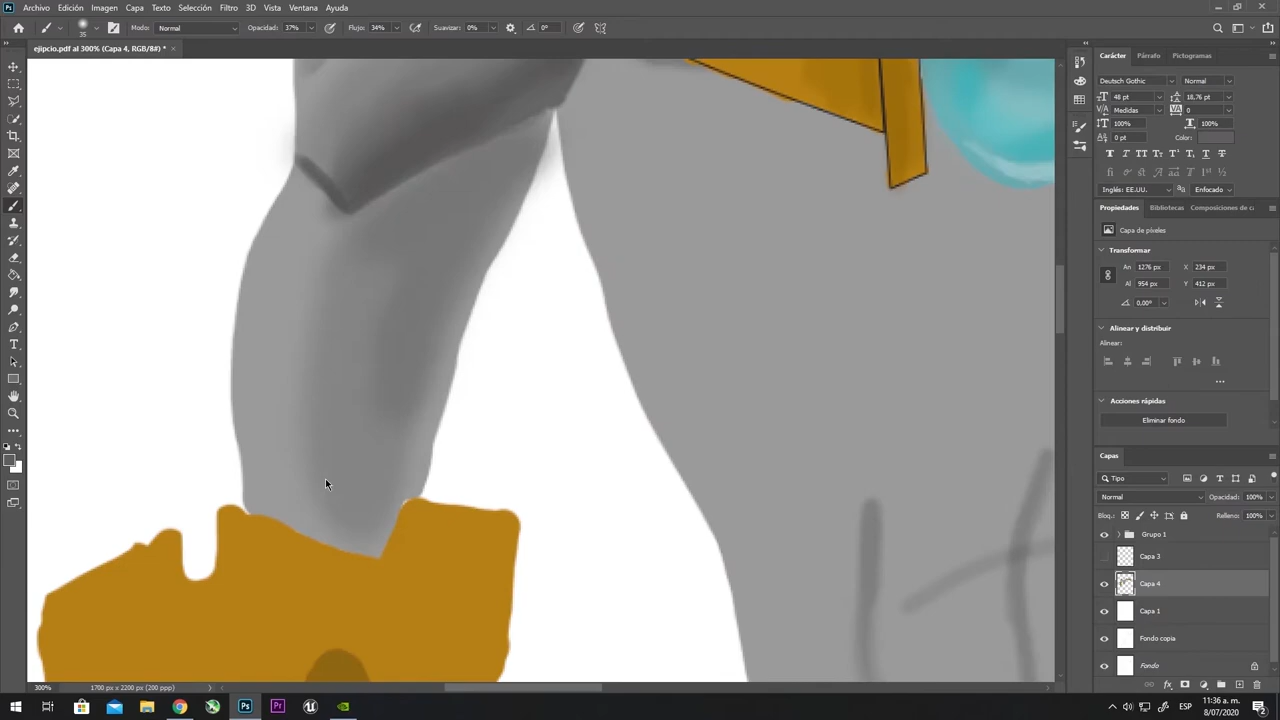 Archivo Edición Imagen Capa Texto Selección Filtro 3D Vista Ventana Ayuda
35 Modo: Normal Opacidad: 37% Flujo: 34% Suavizar: 0% 0°
ejipcio.pdf al 300% (Capa 4, RGB/8#) *
Carácter Párrafo Pictogramas
Deutsch Gothic Normal
48 pt 18,76 pt
Medidas 0
100% 100%
0 pt Color:
Inglés: EE.UU. Enfocado
Propiedades Bibliotecas Composiciones de c
Capa de píxeles
Transformar
An 1276 px X 234 px
Al 954 px Y 412 px
0,00°
Alinear y distribuir
Alinear:
Acciones rápidas
Eliminar fondo
Capas
Tipo
Normal Opacidad: 100%
Bloq.: Relleno: 100%
Grupo 1
Capa 3
Capa 4
Capa 1
Fondo copia
Fondo
300% 1700 px x 2200 px (200 ppp)
ESP 11:36 a. m.
8/07/2020
2